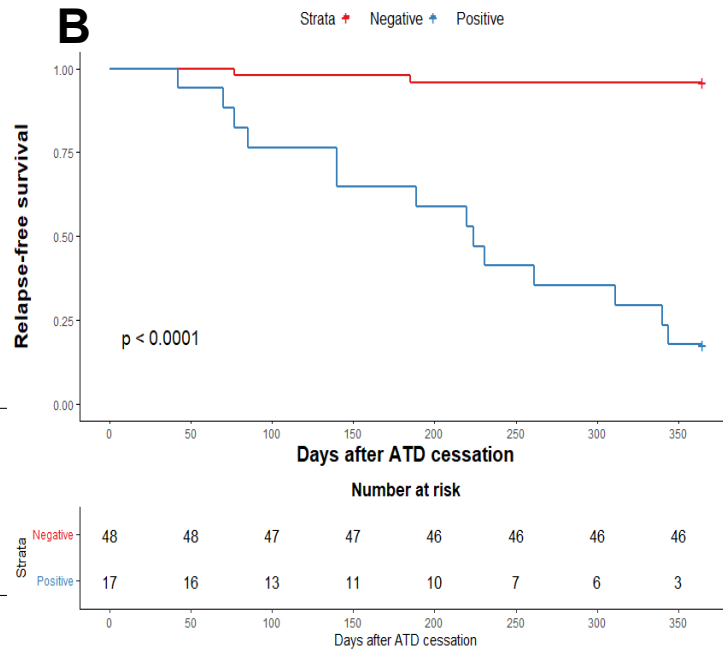 B
Strata Negative Positive
Relapse-free survival
1.00
0.75
0.50
0.25
0.00
p < 0.0001
0 50 100 150 200 250 300 350
Days after ATD cessation
Number at risk
Strata
Negative 48 48 47 47 46 46 46 46
Positive 17 16 13 11 10 7 6 3
0 50 100 150 200 250 300 350
Days after ATD cessation